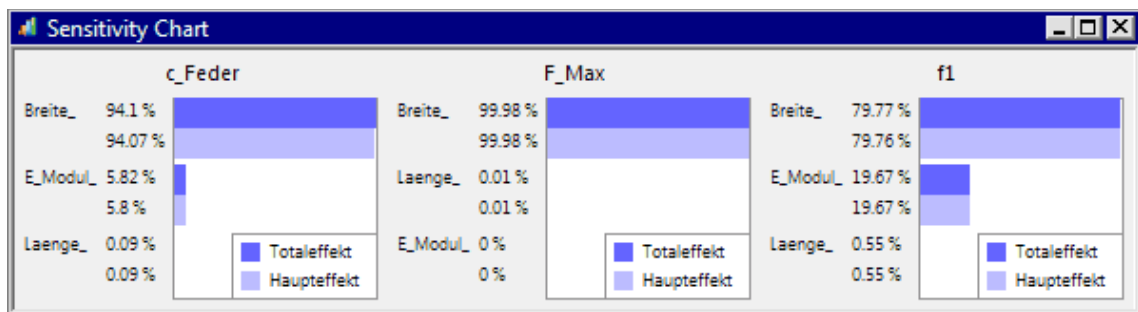 Sensitivity Chart
c_Feder
Breite_ 94.1 %
94.07 %
E_Modul_ 5.82 %
5.8 %
Laenge_ 0.09 %
0.09 %
Totaleffekt
Haupteffekt
F_Max
Breite_ 99.98 %
99.98 %
Laenge_ 0.01 %
0.01 %
E_Modul_ 0 %
0 %
Totaleffekt
Haupteffekt
f1
Breite_ 79.77 %
79.76 %
E_Modul_ 19.67 %
19.67 %
Laenge_ 0.55 %
0.55 %
Totaleffekt
Haupteffekt